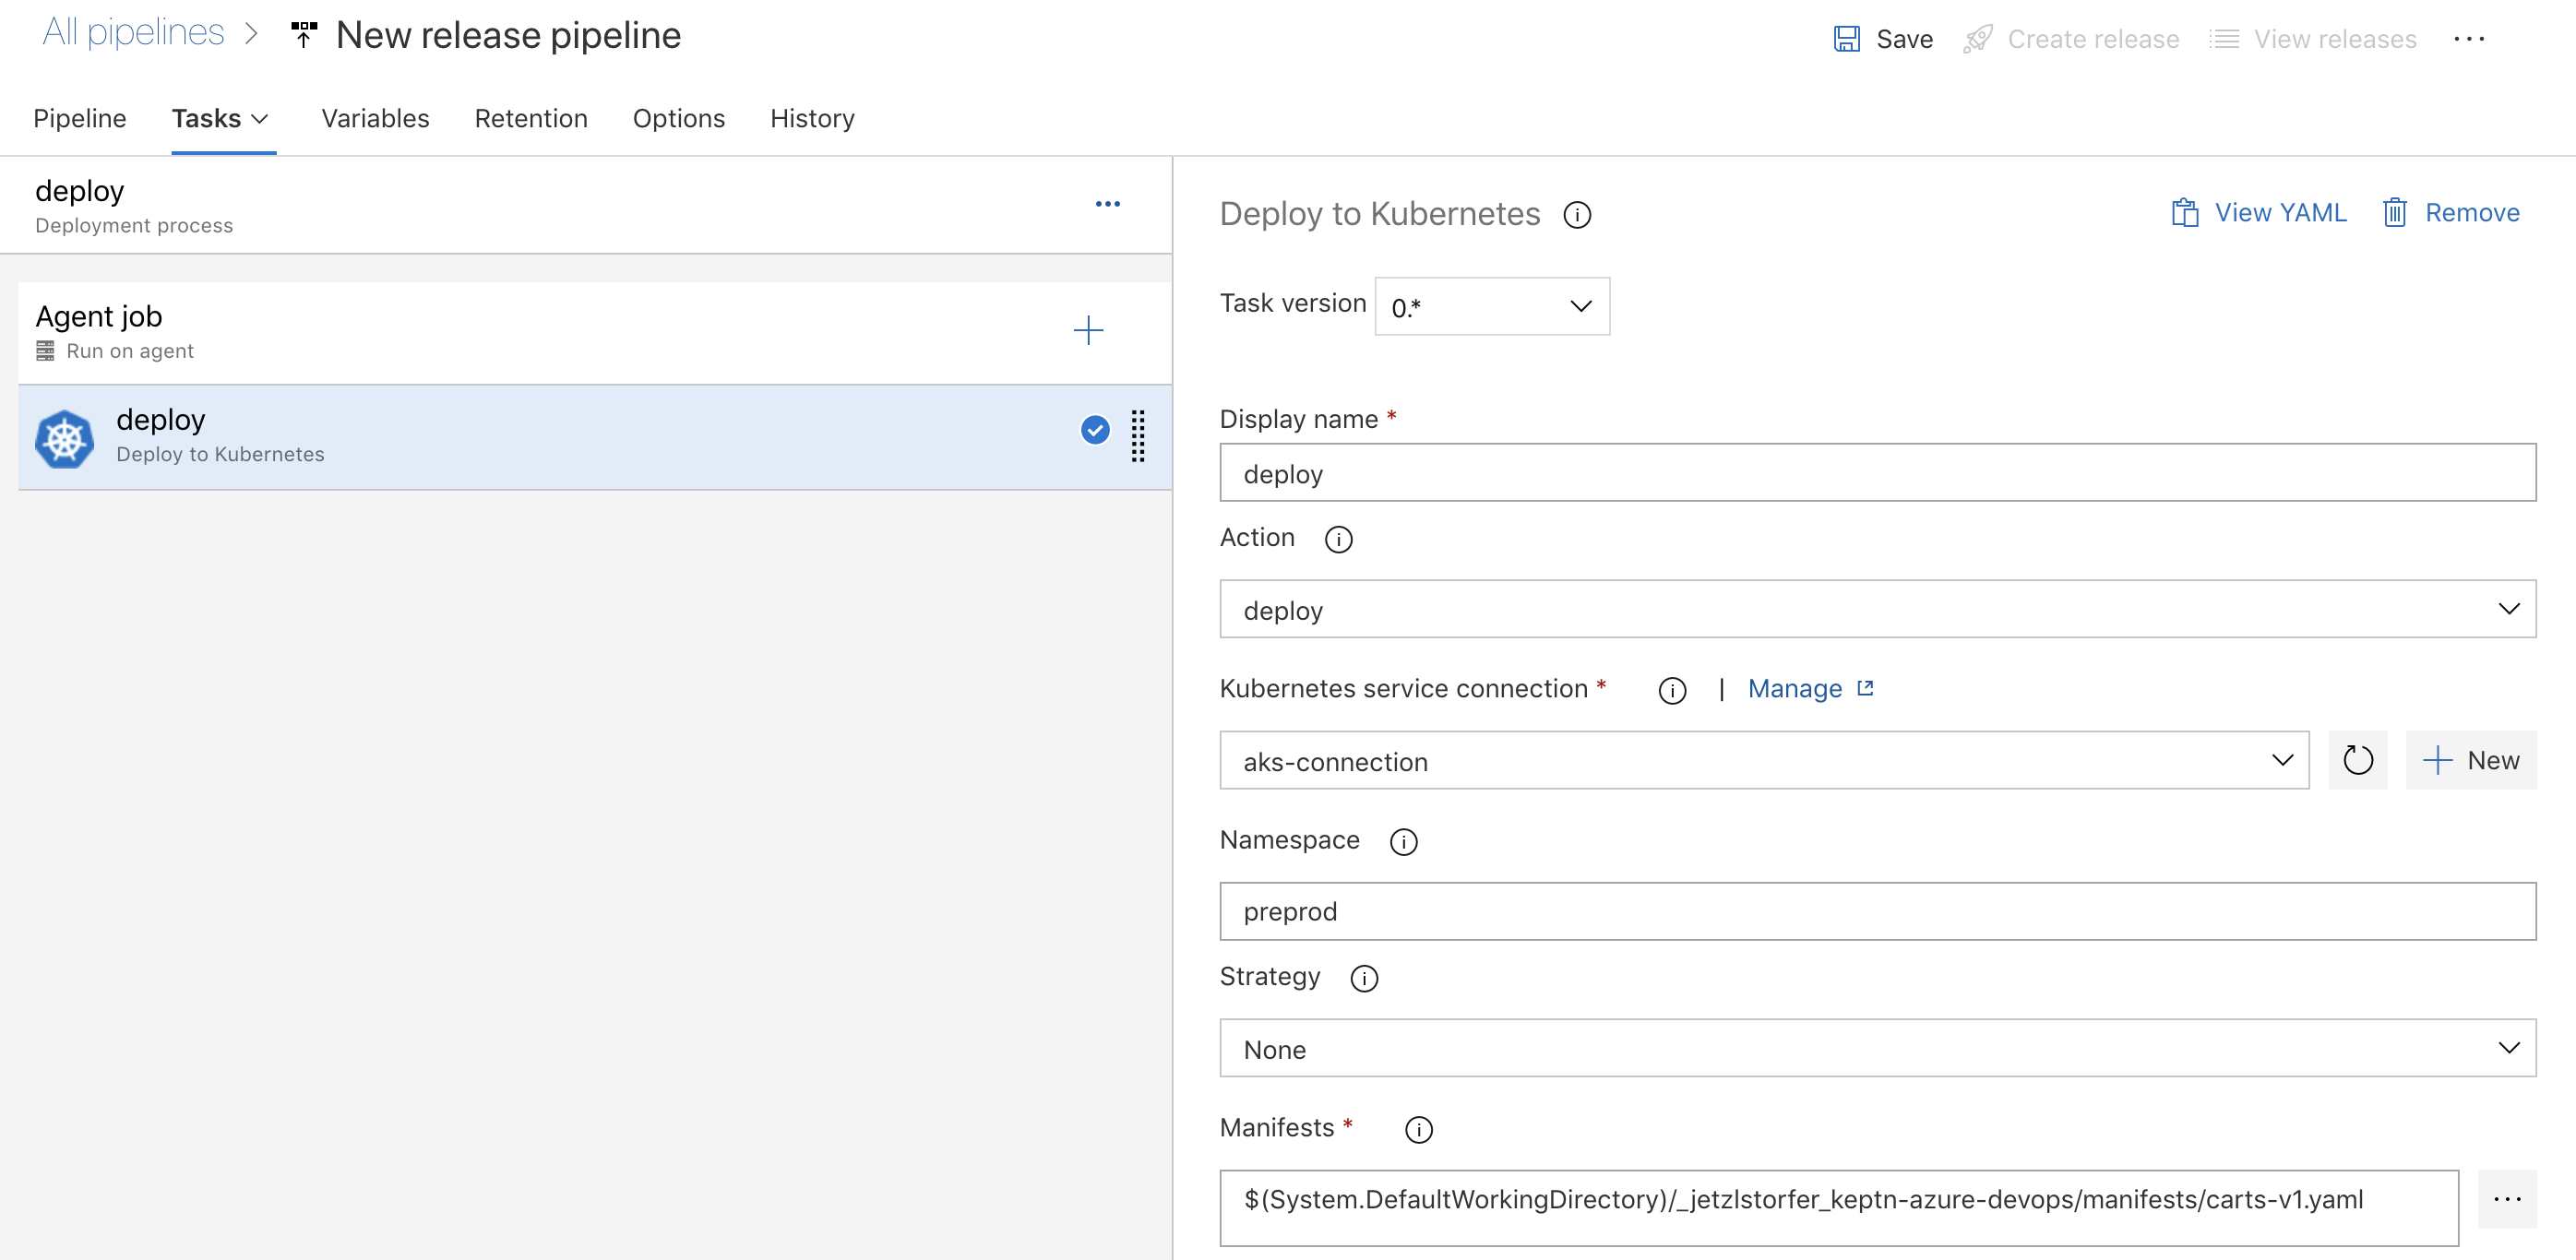 All pipelines > New release pipeline
Save Create release View releases ...
Pipeline Tasks Variables Retention Options History
deploy
Deployment process
Agent job
Run on agent
deploy
Deploy to Kubernetes
Deploy to Kubernetes
View YAML Remove
Task version 0.*
Display name *
deploy
Action
deploy
Kubernetes service connection * | Manage
aks-connection
New
Namespace
preprod
Strategy
None
Manifests *
$(System.DefaultWorkingDirectory)/_jetzlstorfer_keptn-azure-devops/manifests/carts-v1.yaml